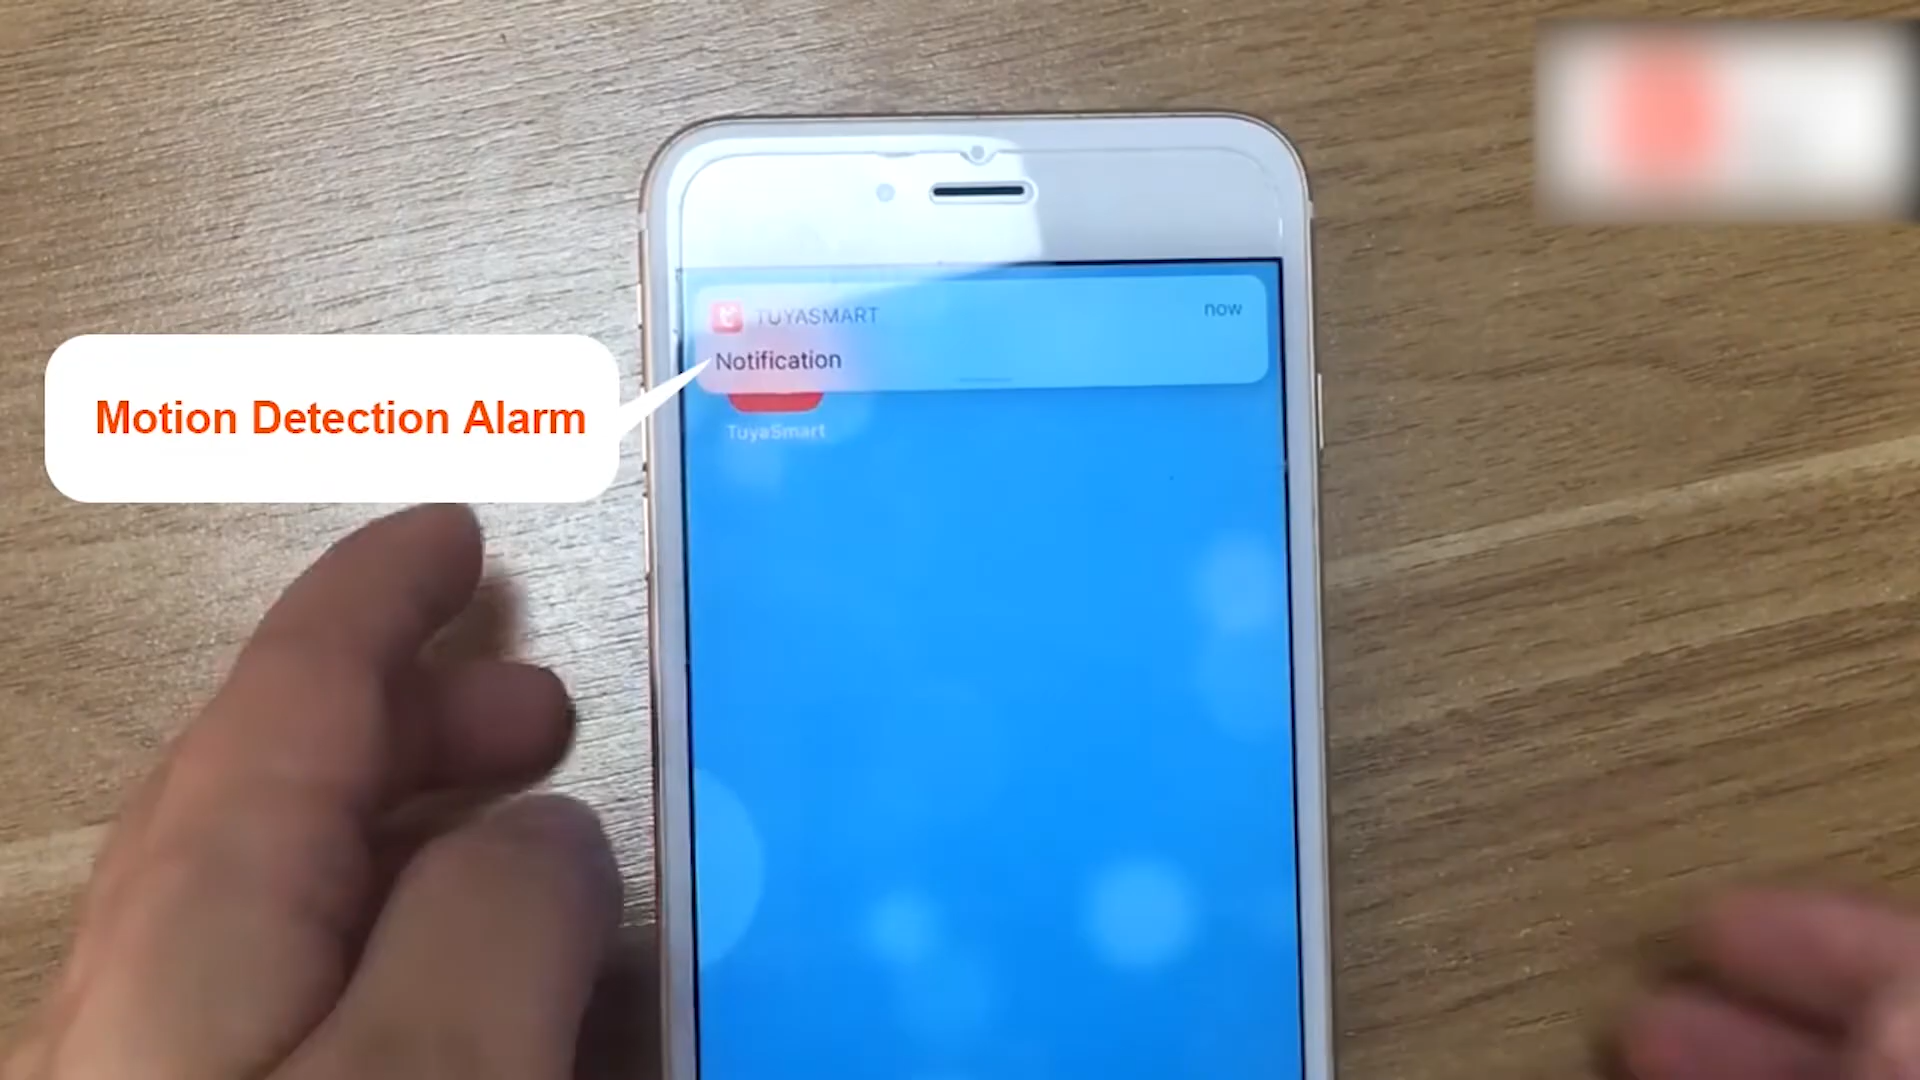 TUYASMART
now
Notification
Motion Detection Alarm
TuyaSmart